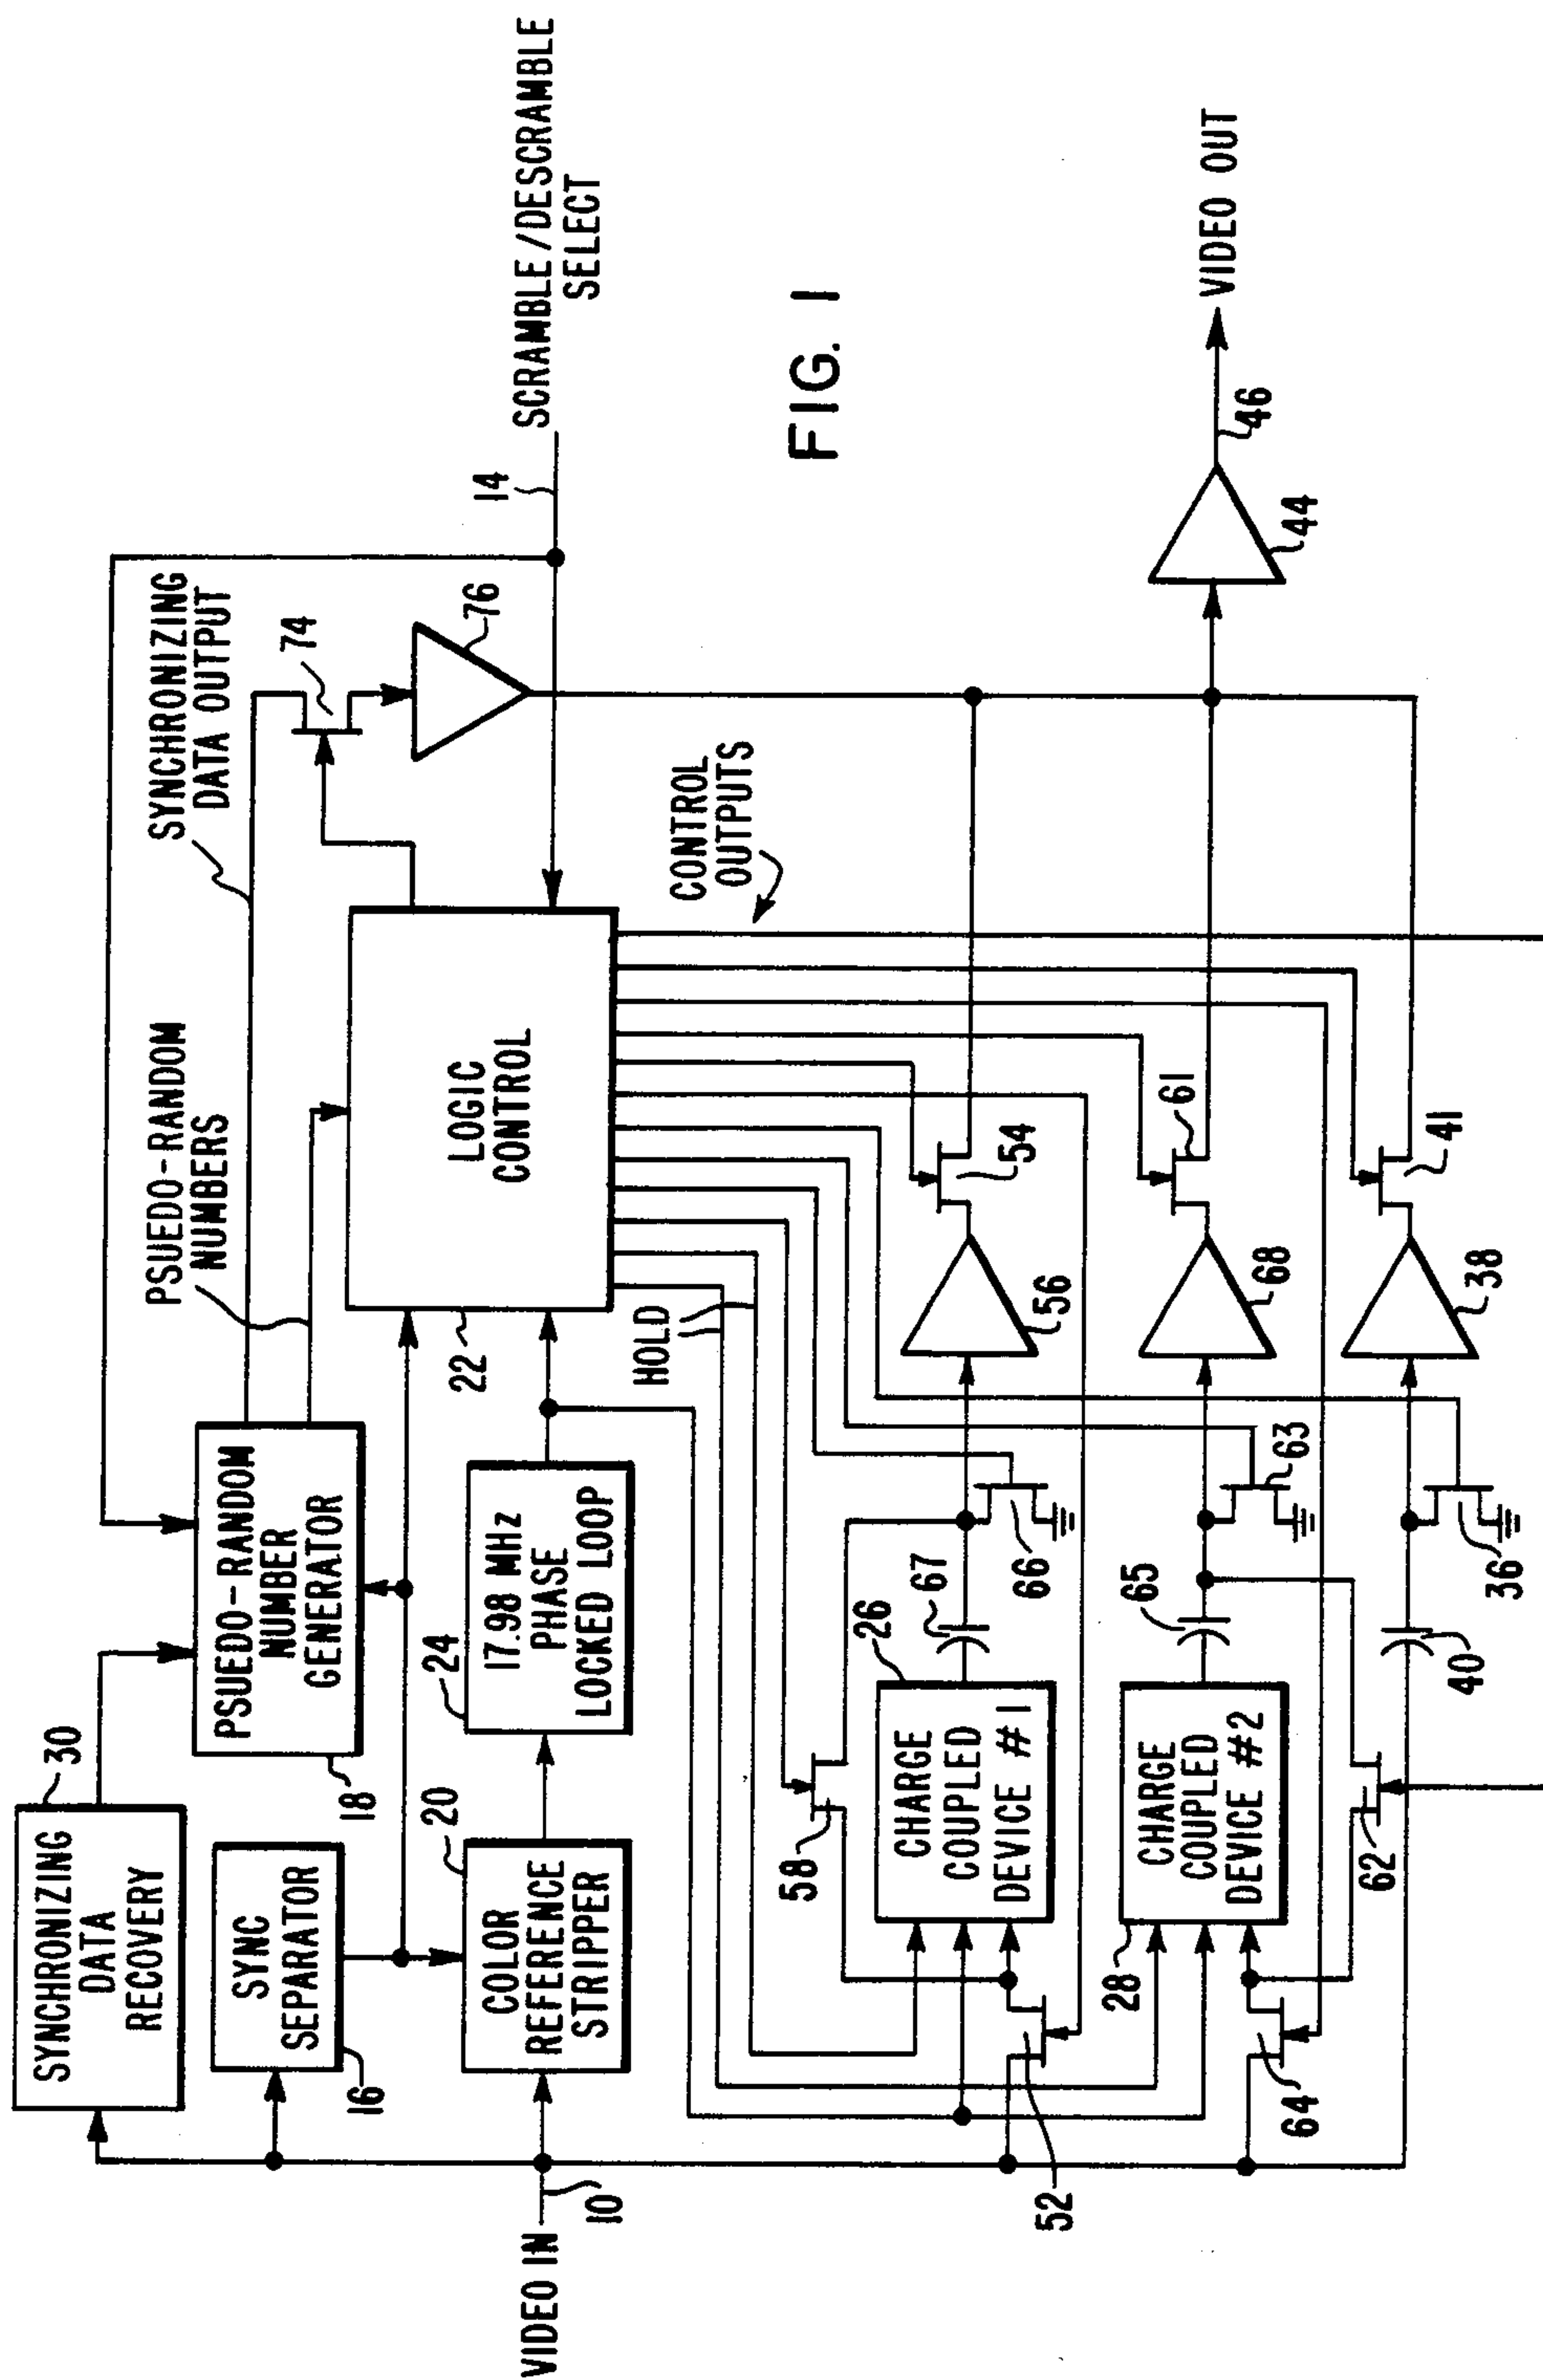 SYNCHRONIZING
DATA
RECOVERY
30
SYNC
SEPARATOR
16
PSUEDO-RANDOM
NUMBER
GENERATOR
18
PSUEDO-RANDOM
NUMBERS
SYNCHRONIZING
DATA OUTPUT
74
76
14
SCRAMBLE/DESCRAMBLE
SELECT
VIDEO IN
10
COLOR
REFERENCE
STRIPPER
20
17.98 MHz
PHASE
LOCKED LOOP
24
LOGIC
CONTROL
22
HOLD
CONTROL
OUTPUTS
FIG. 1
58
CHARGE
COUPLED
DEVICE #1
26
67
66
56
54
52
CHARGE
COUPLED
DEVICE #2
28
65
63
68
61
64
62
40
36
38
41
44
46
VIDEO OUT